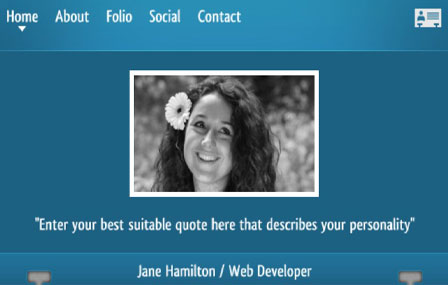 Home About Folio Social Contact
"Enter your best suitable quote here that describes your personality"
Jane Hamilton / Web Developer